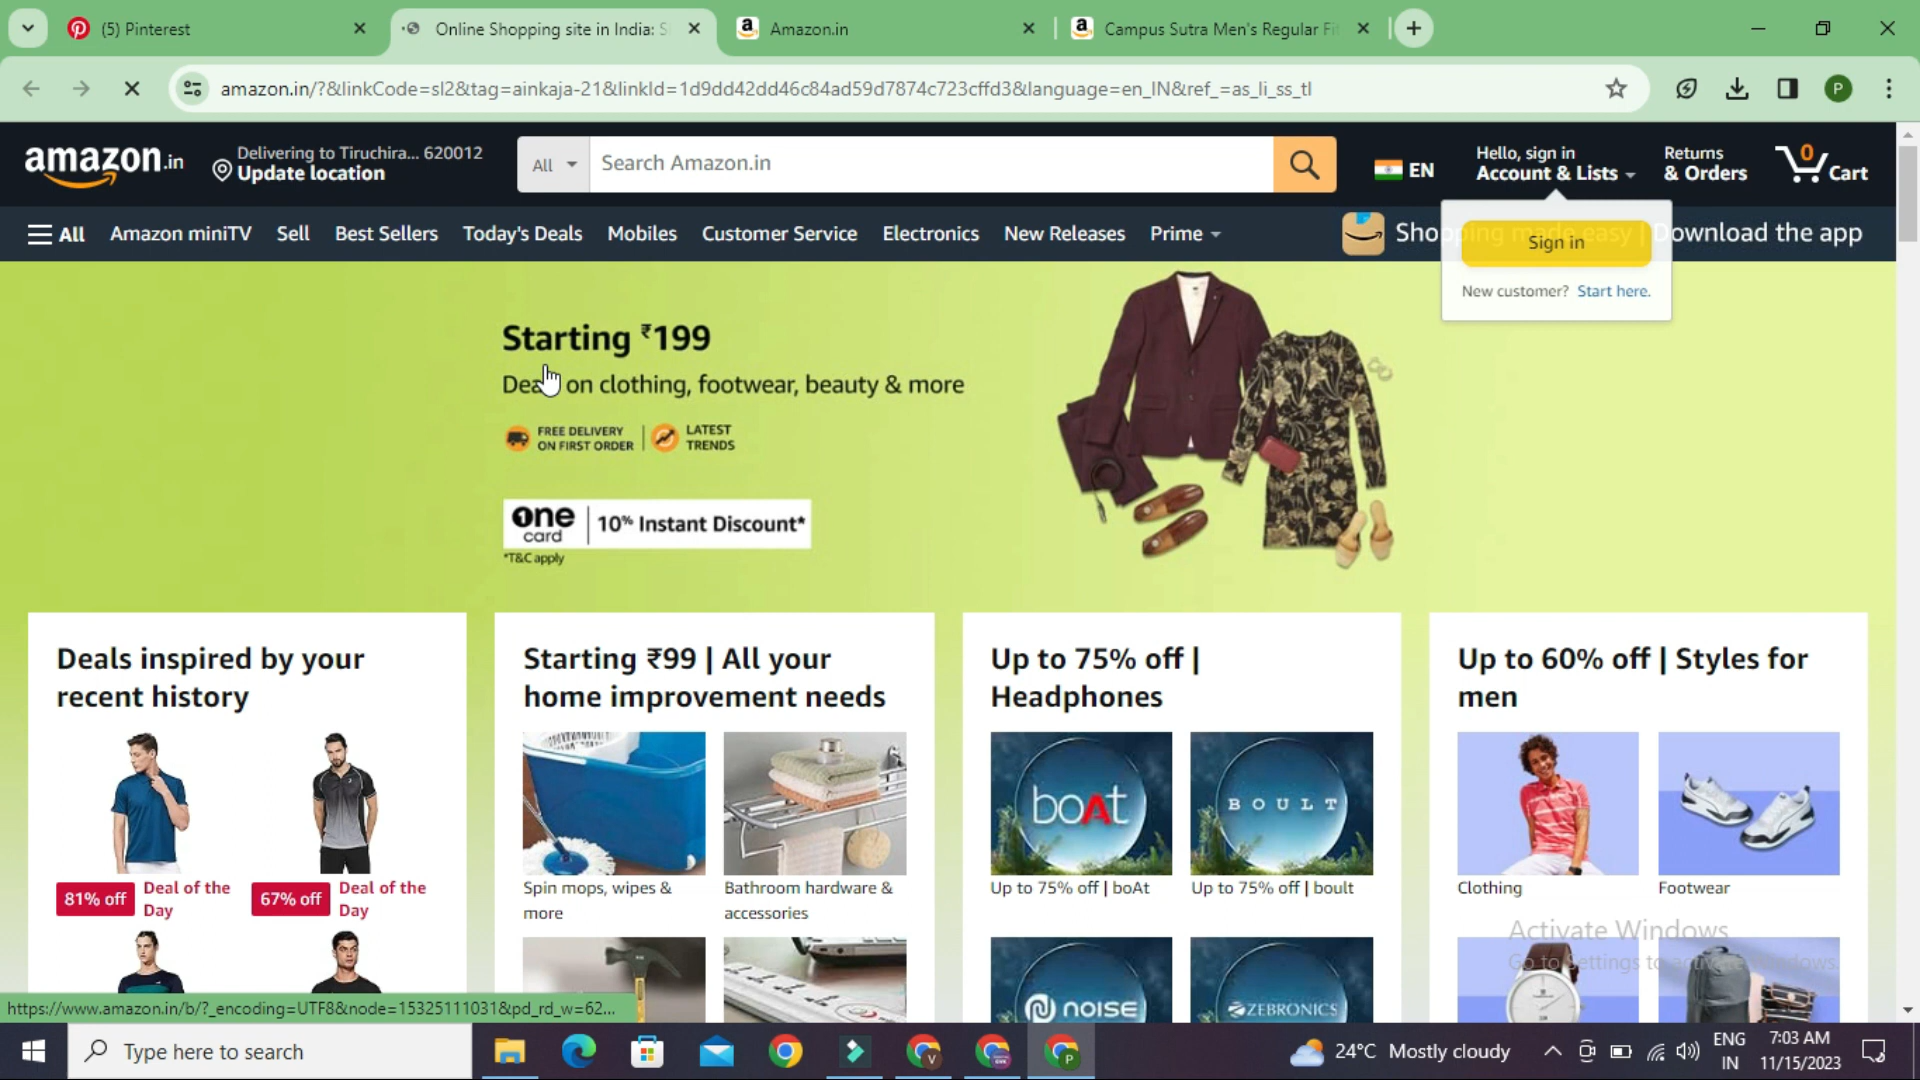 (5) Pinterest
Online Shopping site in India: S
Amazon.in
Campus Sutra Men's Regular Fi
amazon.in/?&linkCode=sl2&tag=ainkaja-21&linkId=1d9dd42dd46c84ad59d7874c723cffd3&language=en_IN&ref_=as_li_ss_tl
P
amazon.in
Delivering to Tiruchira... 620012
Update location
All
Search Amazon.in
EN
Hello, sign in
Account & Lists
Returns
& Orders
0
Cart
All
Amazon miniTV
Sell
Best Sellers
Today's Deals
Mobiles
Customer Service
Electronics
New Releases
Prime
Shopping made easy | Download the app
Sign in
New customer? Start here.
Starting ₹199
Deals on clothing, footwear, beauty & more
FREE DELIVERY
ON FIRST ORDER
LATEST
TRENDS
one
card
10% Instant Discount*
*T&C apply
Deals inspired by your
recent history
81% off
Deal of the
Day
67% off
Deal of the
Day
Starting ₹99 | All your
home improvement needs
Spin mops, wipes &
more
Bathroom hardware &
accessories
Up to 75% off |
Headphones
boAt
BOULT
Up to 75% off | boAt
Up to 75% off | boult
NOISE
ZEBRONICS
Up to 60% off | Styles for
men
Clothing
Footwear
Activate Windows
Go to Settings to activate Windows.
https://www.amazon.in/b/?_encoding=UTF8&node=15325111031&pd_rd_w=62...
Type here to search
V
P
24°C Mostly cloudy
ENG
IN
7:03 AM
11/15/2023